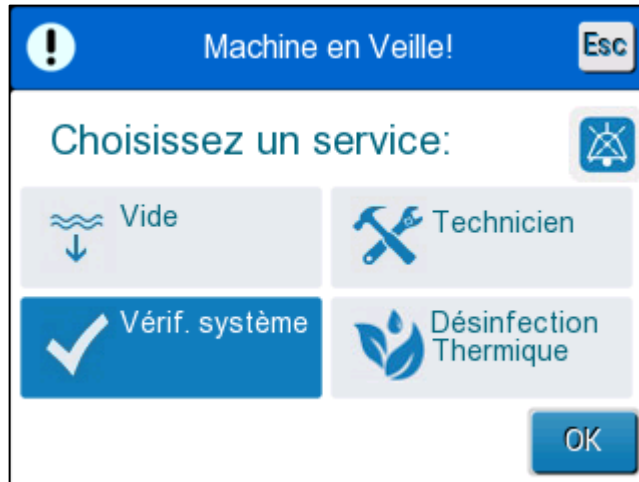 Machine en Veille!
Esc
Choisissez un service:
Vide
Technicien
Vérif. système
Désinfection
Thermique
OK